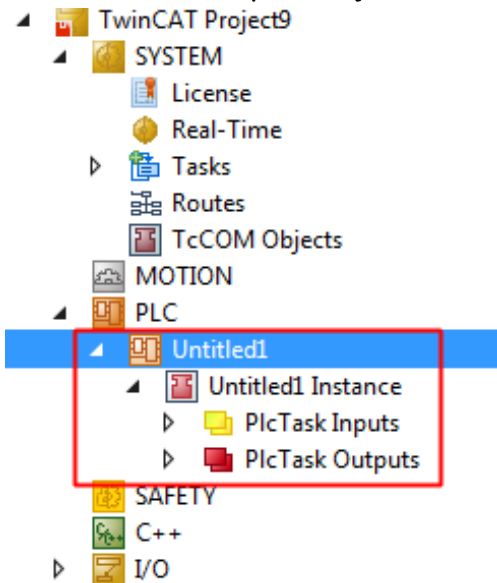 TwinCAT Project9
SYSTEM
License
Real-Time
Tasks
Routes
TcCOM Objects
MOTION
PLC
Untitled1
Untitled1 Instance
PlcTask Inputs
PlcTask Outputs
SAFETY
C++
I/O